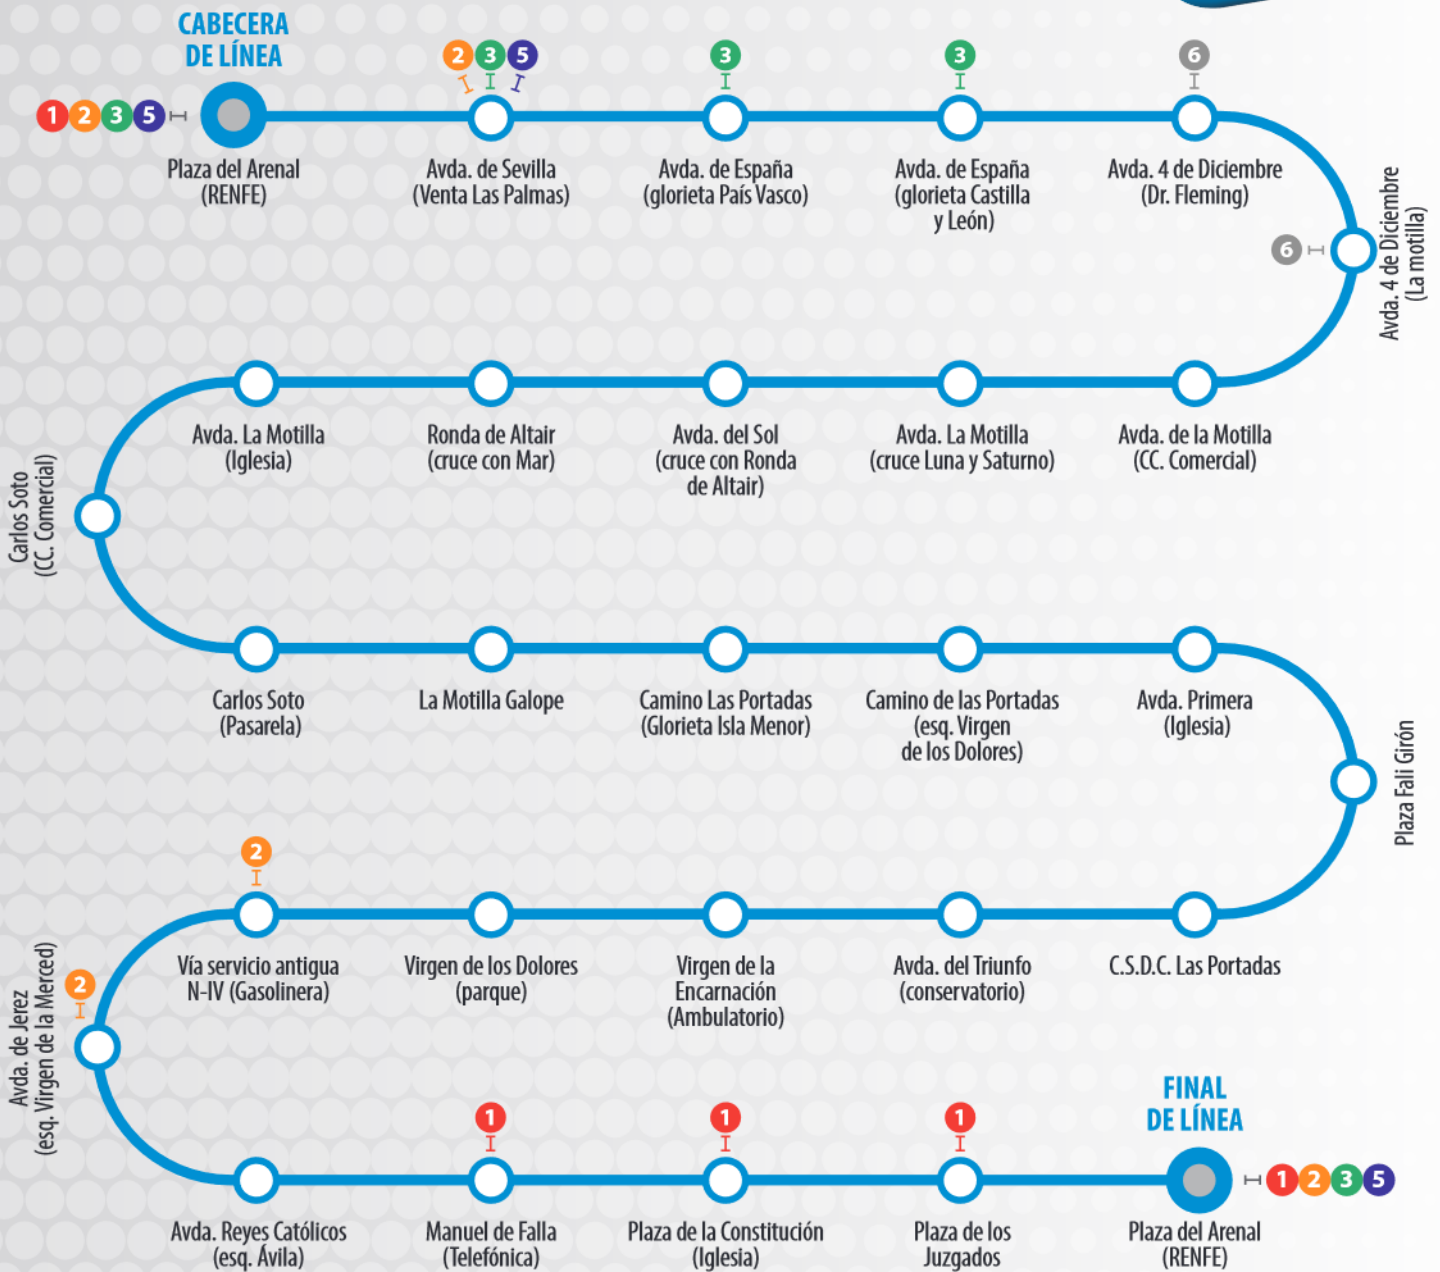 CABECERA
DE LÍNEA
1 2 3 5
Plaza del Arenal
(RENFE)
2 3 5
Avda. de Sevilla
(Venta Las Palmas)
3
Avda. de España
(glorieta País Vasco)
3
Avda. de España
(glorieta Castilla
y León)
6
Avda. 4 de Diciembre
(Dr. Fleming)
6
Avda. 4 de Diciembre
(La motilla)
Avda. La Motilla
(Iglesia)
Ronda de Altair
(cruce con Mar)
Avda. del Sol
(cruce con Ronda
de Altair)
Avda. La Motilla
(cruce Luna y Saturno)
Avda. de la Motilla
(CC. Comercial)
Carlos Soto
(CC. Comercial)
Carlos Soto
(Pasarela)
La Motilla Galope
Camino Las Portadas
(Glorieta Isla Menor)
Camino de las Portadas
(esq. Virgen
de los Dolores)
Avda. Primera
(Iglesia)
Plaza Fali Girón
2
Vía servicio antigua
N-IV (Gasolinera)
Virgen de los Dolores
(parque)
Virgen de la
Encarnación
(Ambulatorio)
Avda. del Triunfo
(conservatorio)
C.S.D.C. Las Portadas
2
Avda. de Jerez
(esq. Virgen de la Merced)
Avda. Reyes Católicos
(esq. Ávila)
1
Manuel de Falla
(Telefónica)
1
Plaza de la Constitución
(Iglesia)
1
Plaza de los
Juzgados
FINAL
DE LÍNEA
1 2 3 5
Plaza del Arenal
(RENFE)